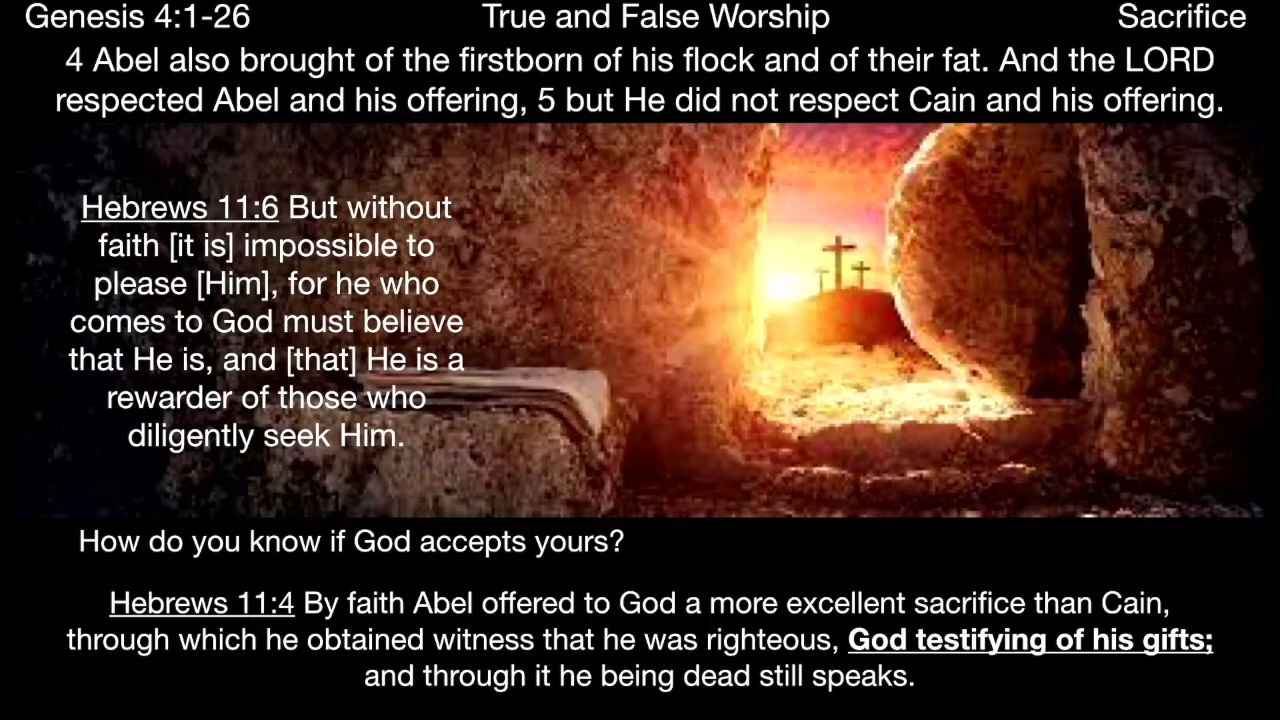 Genesis 4:1-26 True and False Worship Sacrifice
4 Abel also brought of the firstborn of his flock and of their fat. And the LORD
respected Abel and his offering, 5 but He did not respect Cain and his offering.
Hebrews 11:6 But without
faith [it is] impossible to
please [Him], for he who
comes to God must believe
that He is, and [that] He is a
rewarder of those who
diligently seek Him.
How do you know if God accepts yours?
Hebrews 11:4 By faith Abel offered to God a more excellent sacrifice than Cain,
through which he obtained witness that he was righteous, God testifying of his gifts;
and through it he being dead still speaks.